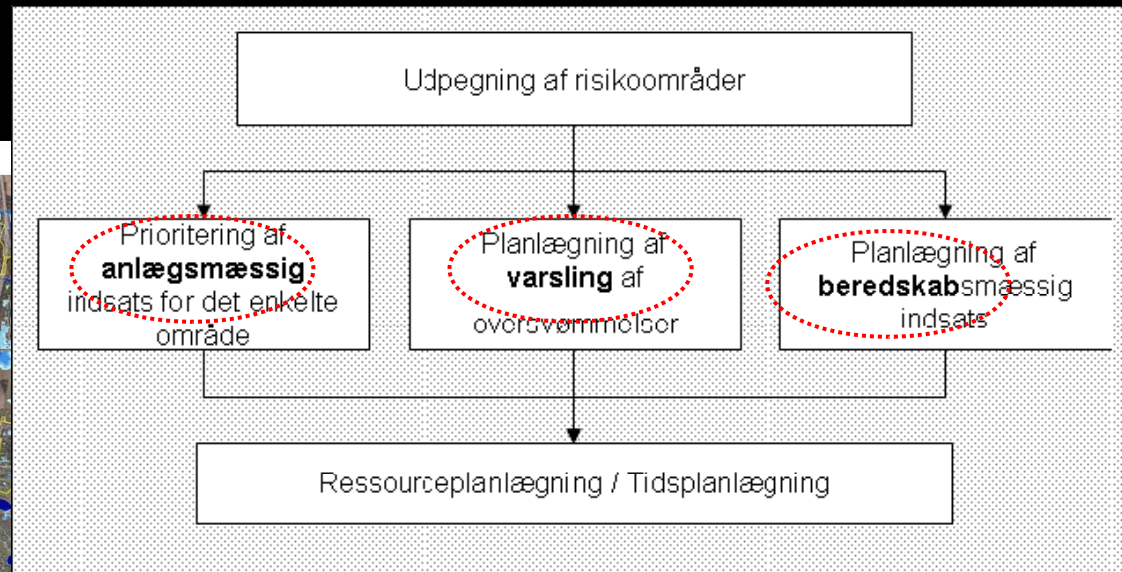 Udpegning af risikoområder
Prioritering af
anlægsmæssig
indsats for det enkelte
område
Planlægning af
varsling af
oversvømmelser
Planlægning af
beredskabsmæssig
indsats
Ressourceplanlægning / Tidsplanlægning